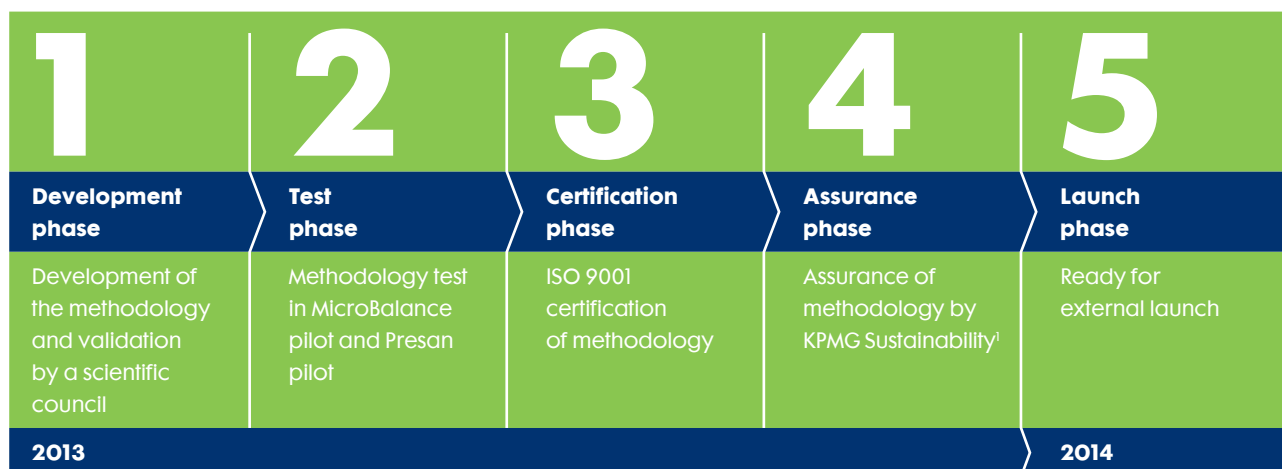 1
Development
phase
Development of
the methodology
and validation
by a scientific
council
2
Test
phase
Methodology test
in MicroBalance
pilot and Presan
pilot
3
Certification
phase
ISO 9001
certification
of methodology
4
Assurance
phase
Assurance of
methodology by
KPMG Sustainability¹
5
Launch
phase
Ready for
external launch
2013
2014